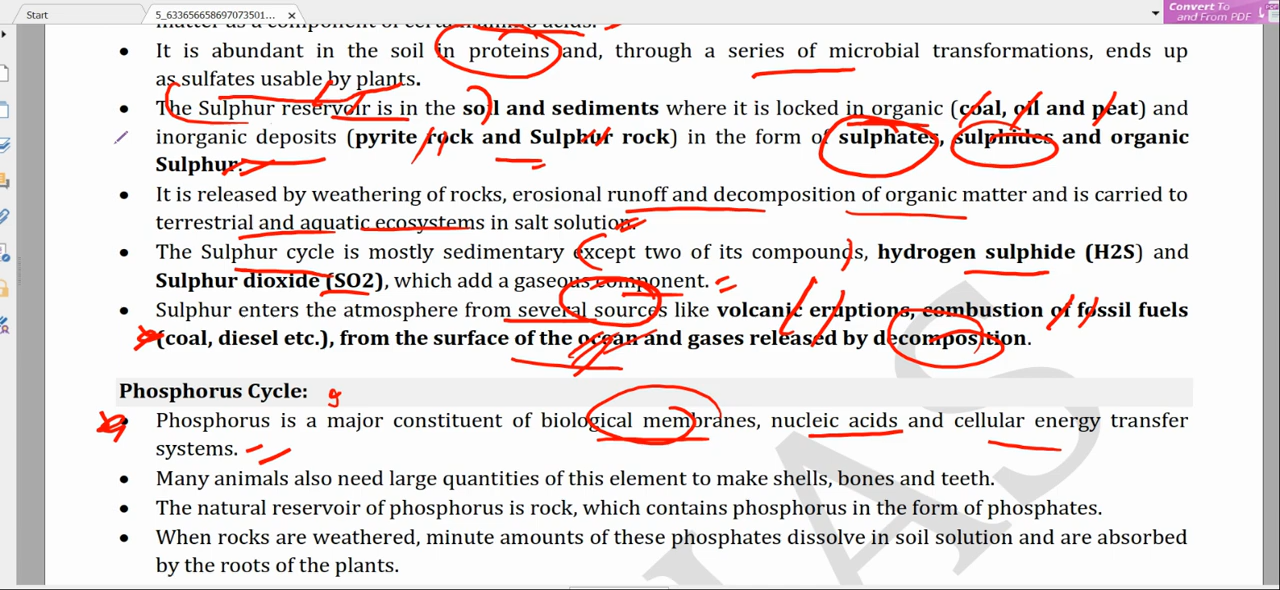 Start
5_633656658697073501...
Convert To
and From PDF
matter as a component of certain amino acids.
• It is abundant in the soil in proteins and, through a series of microbial transformations, ends up
as sulfates usable by plants.
• The Sulphur reservoir is in the soil and sediments where it is locked in organic (coal, oil and peat) and
inorganic deposits (pyrite rock and Sulphur rock) in the form of sulphates, sulphides and organic
Sulphur.
• It is released by weathering of rocks, erosional runoff and decomposition of organic matter and is carried to
terrestrial and aquatic ecosystems in salt solution.
• The Sulphur cycle is mostly sedimentary except two of its compounds, hydrogen sulphide (H2S) and
Sulphur dioxide (SO2), which add a gaseous component.
• Sulphur enters the atmosphere from several sources like volcanic eruptions, combustion of fossil fuels
(coal, diesel etc.), from the surface of the ocean and gases released by decomposition.
Phosphorus Cycle:
• Phosphorus is a major constituent of biological membranes, nucleic acids and cellular energy transfer
systems.
• Many animals also need large quantities of this element to make shells, bones and teeth.
• The natural reservoir of phosphorus is rock, which contains phosphorus in the form of phosphates.
• When rocks are weathered, minute amounts of these phosphates dissolve in soil solution and are absorbed
by the roots of the plants.